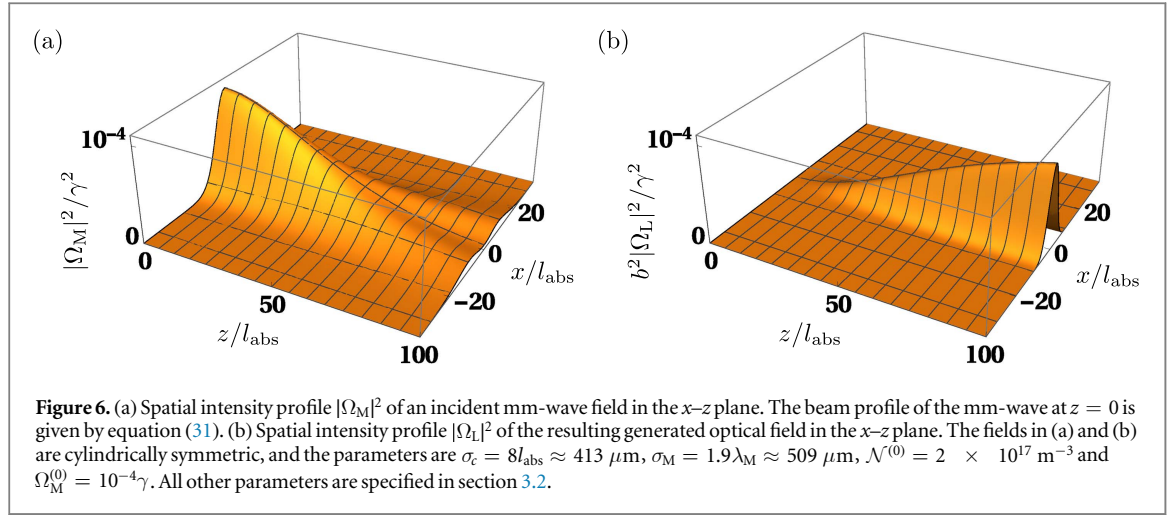 (a)
10⁻⁴
|Ω_M|²/γ²
0
0
50
100
z/l_abs
20
0
−20
x/l_abs
(b)
10⁻⁴
b²|Ω_L|²/γ²
0
0
50
100
z/l_abs
20
0
−20
x/l_abs
Figure 6. (a) Spatial intensity profile |Ω_M|² of an incident mm-wave field in the x–z plane. The beam profile of the mm-wave at z = 0 is
given by equation (31). (b) Spatial intensity profile |Ω_L|² of the resulting generated optical field in the x–z plane. The fields in (a) and (b)
are cylindrically symmetric, and the parameters are σ_c = 8l_abs ≈ 413 μm, σ_M = 1.9λ_M ≈ 509 μm, 𝒩⁽⁰⁾ = 2 × 10¹⁷ m⁻³ and
Ω_M⁽⁰⁾ = 10⁻⁴γ. All other parameters are specified in section 3.2.